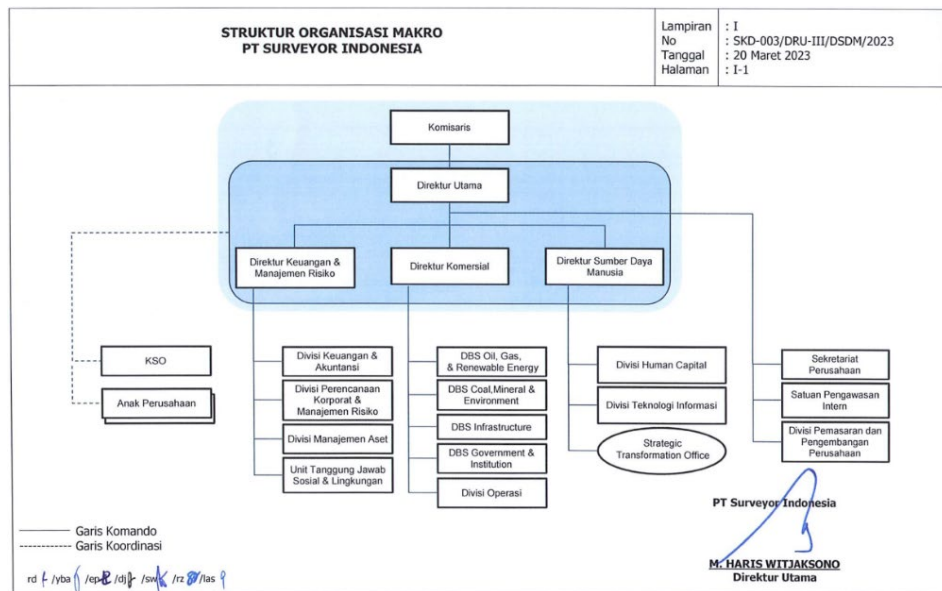 STRUKTUR ORGANISASI MAKRO
PT SURVEYOR INDONESIA
Lampiran : I
No : SKD-003/DRU-III/DSDM/2023
Tanggal : 20 Maret 2023
Halaman : I-1
Komisaris
Direktur Utama
Direktur Keuangan &
Manajemen Risiko
Direktur Komersial
Direktur Sumber Daya
Manusia
KSO
Anak Perusahaan
Divisi Keuangan &
Akuntansi
Divisi Perencanaan
Korporat &
Manajemen Risiko
Divisi Manajemen Aset
Unit Tanggung Jawab
Sosial & Lingkungan
DBS Oil, Gas,
& Renewable Energy
DBS Coal,Mineral &
Environment
DBS Infrastructure
DBS Government &
Institution
Divisi Operasi
Divisi Human Capital
Divisi Teknologi Informasi
Strategic
Transformation Office
Sekretariat
Perusahaan
Satuan Pengawasan
Intern
Divisi Pemasaran dan
Pengembangan
Perusahaan
PT Surveyor Indonesia
M. HARIS WITJAKSONO
Direktur Utama
Garis Komando
Garis Koordinasi
rd /yba /ep /dj /sw /rz /las